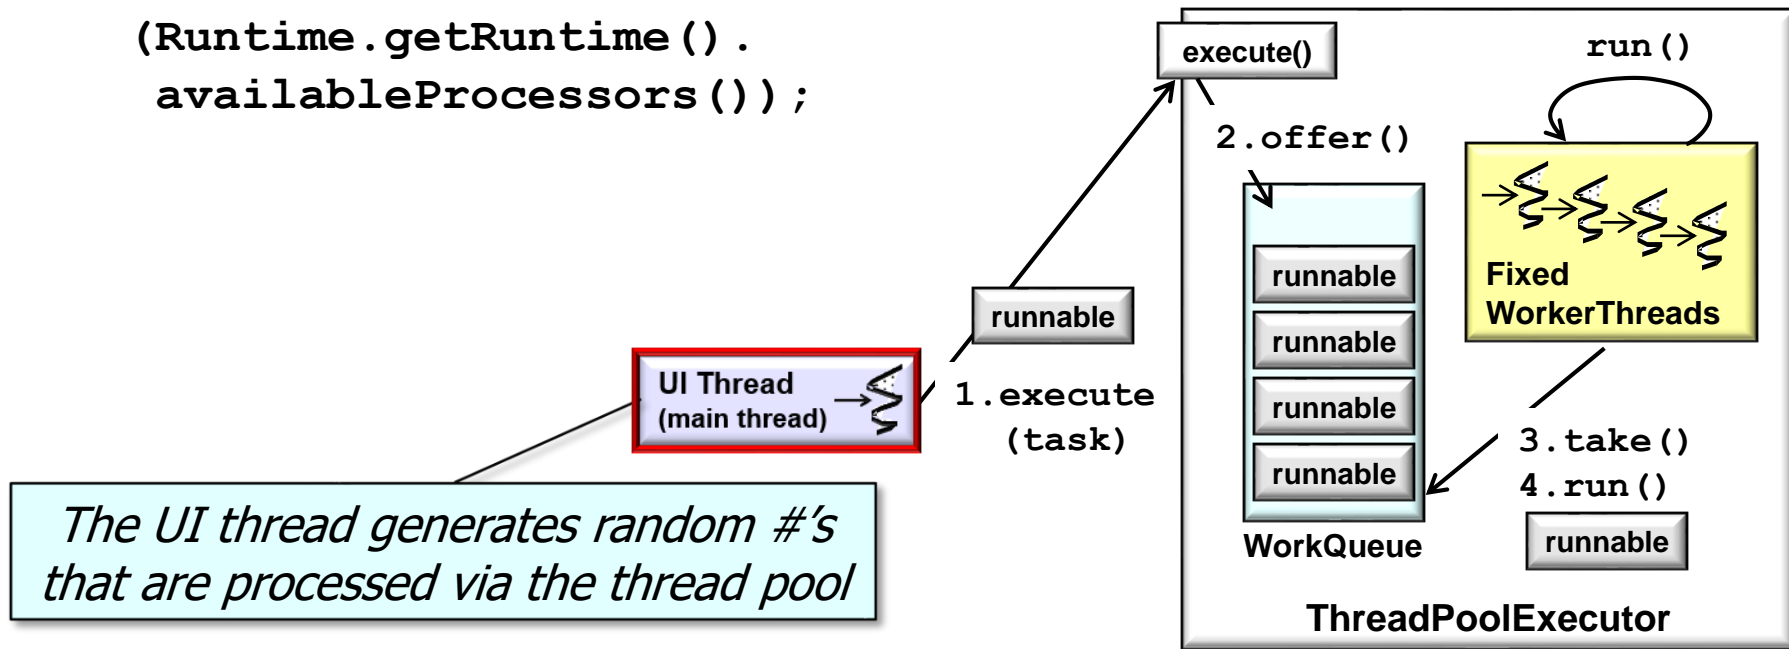 (Runtime.getRuntime().
availableProcessors());
execute()
run()
2.offer()
runnable
runnable
runnable
runnable
WorkQueue
Fixed
WorkerThreads
runnable
UI Thread
(main thread)
1.execute
(task)
3.take()
4.run()
runnable
The UI thread generates random #'s
that are processed via the thread pool
ThreadPoolExecutor